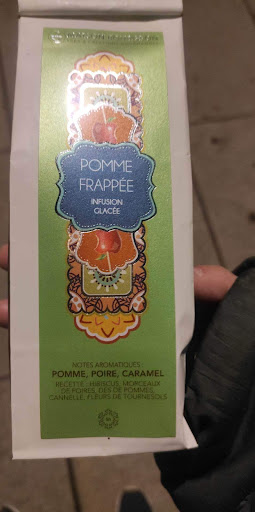 POMME
FRAPPÉE
INFUSION
GLACÉE
NOTES AROMATIQUES :
POMME, POIRE, CARAMEL
RECETTE : HIBISCUS, MORCEAUX
DE POIRES, DÉS DE POMMES,
CANNELLE, FLEURS DE TOURNESOLS